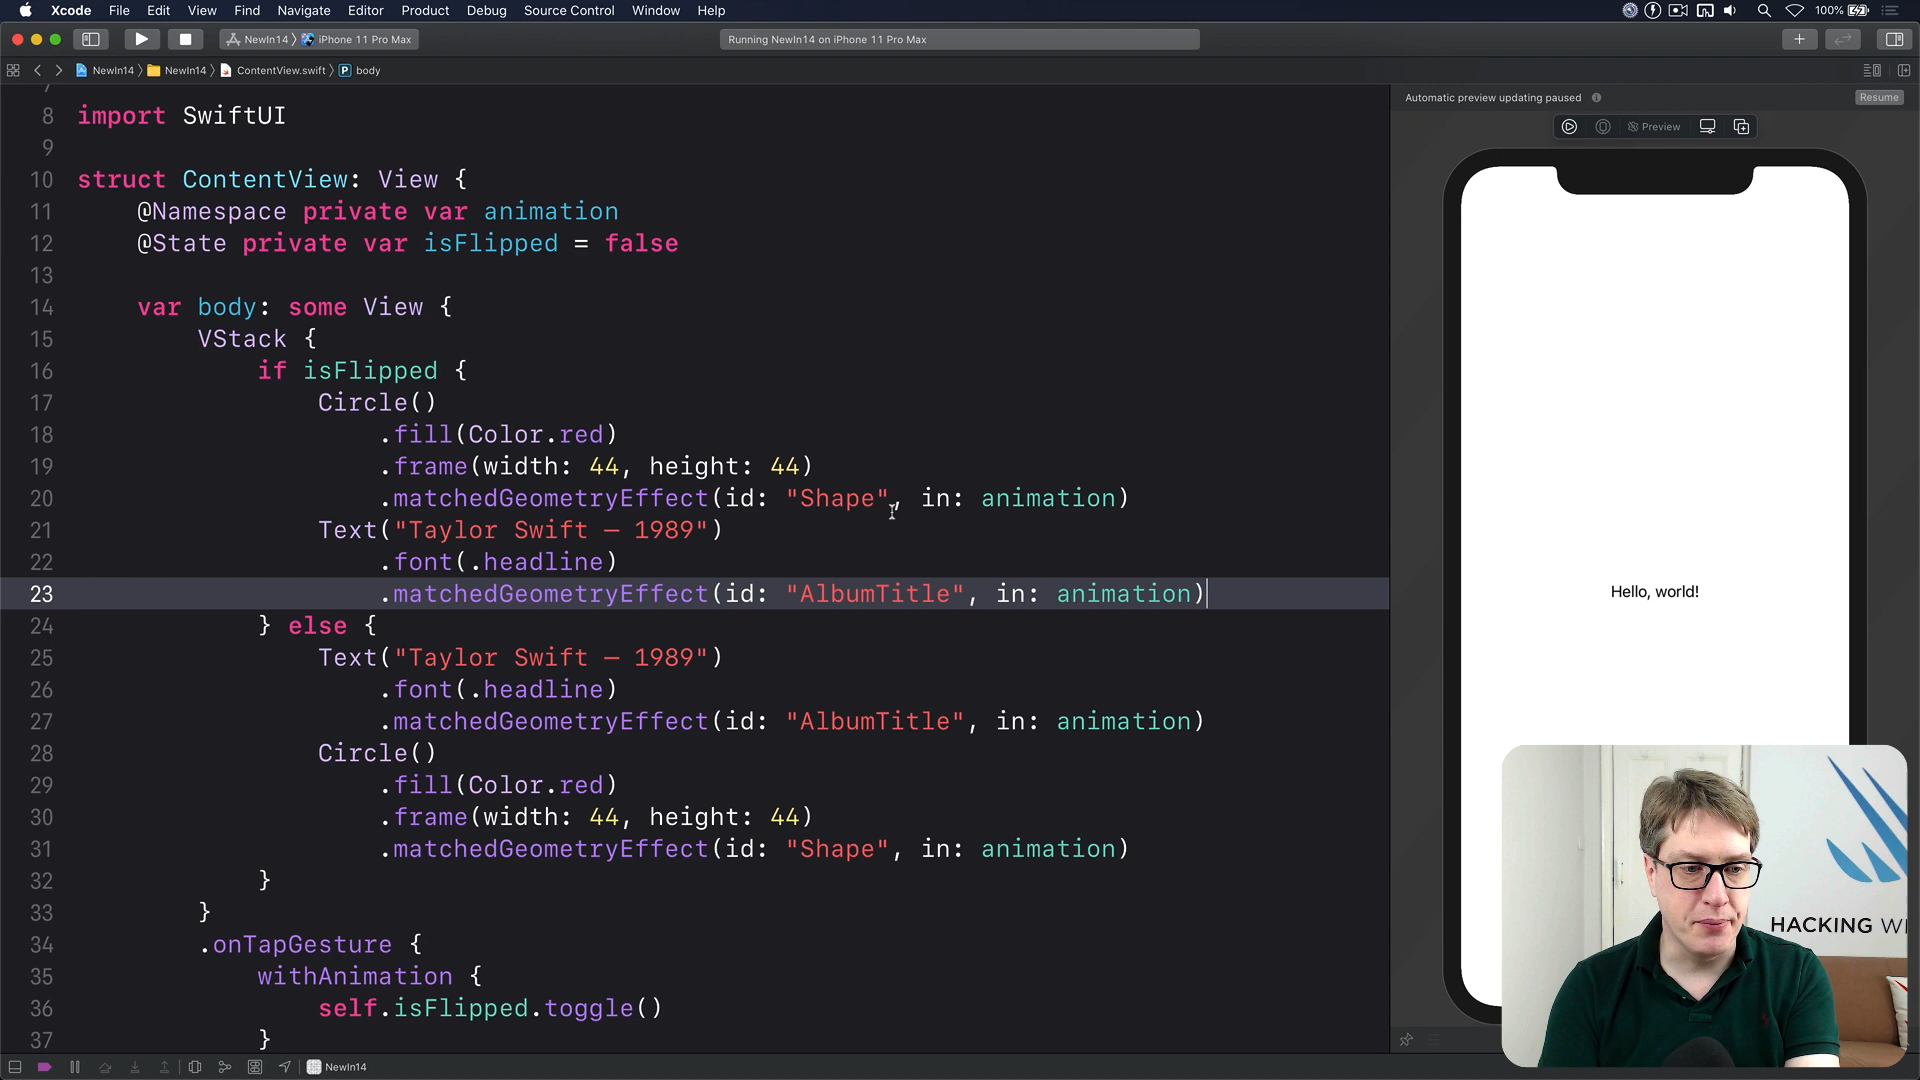 Xcode File Edit View Find Navigate Editor Product Debug Source Control Window Help 100%
NewIn14 iPhone 11 Pro Max Running NewIn14 on iPhone 11 Pro Max
NewIn14 NewIn14 ContentView.swift P body
Automatic preview updating paused Resume
Preview
7
8 import SwiftUI
9
10 struct ContentView: View {
11 @Namespace private var animation
12 @State private var isFlipped = false
13
14 var body: some View {
15 VStack {
16 if isFlipped {
17 Circle()
18 .fill(Color.red)
19 .frame(width: 44, height: 44)
20 .matchedGeometryEffect(id: "Shape", in: animation)
21 Text("Taylor Swift – 1989")
22 .font(.headline)
23 .matchedGeometryEffect(id: "AlbumTitle", in: animation)
24 } else {
25 Text("Taylor Swift – 1989")
26 .font(.headline)
27 .matchedGeometryEffect(id: "AlbumTitle", in: animation)
28 Circle()
29 .fill(Color.red)
30 .frame(width: 44, height: 44)
31 .matchedGeometryEffect(id: "Shape", in: animation)
32 }
33 }
34 .onTapGesture {
35 withAnimation {
36 self.isFlipped.toggle()
37 }
Hello, world!
HACKING WI
NewIn14